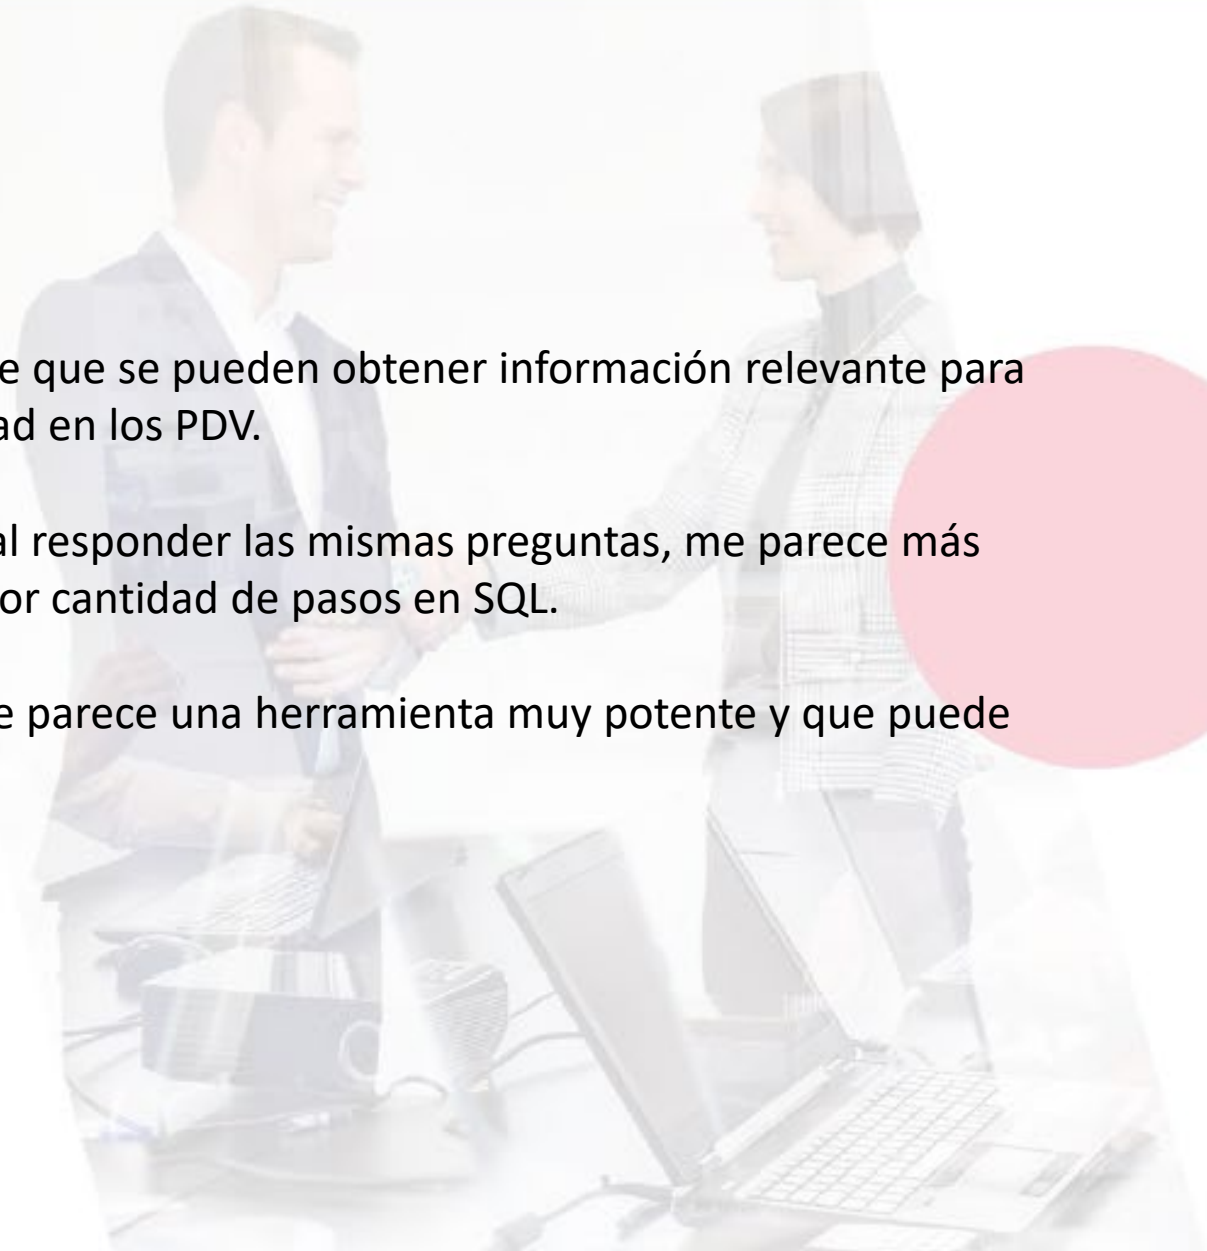 e que se pueden obtener información relevante para
ad en los PDV.
al responder las mismas preguntas, me parece más
or cantidad de pasos en SQL.
e parece una herramienta muy potente y que puede